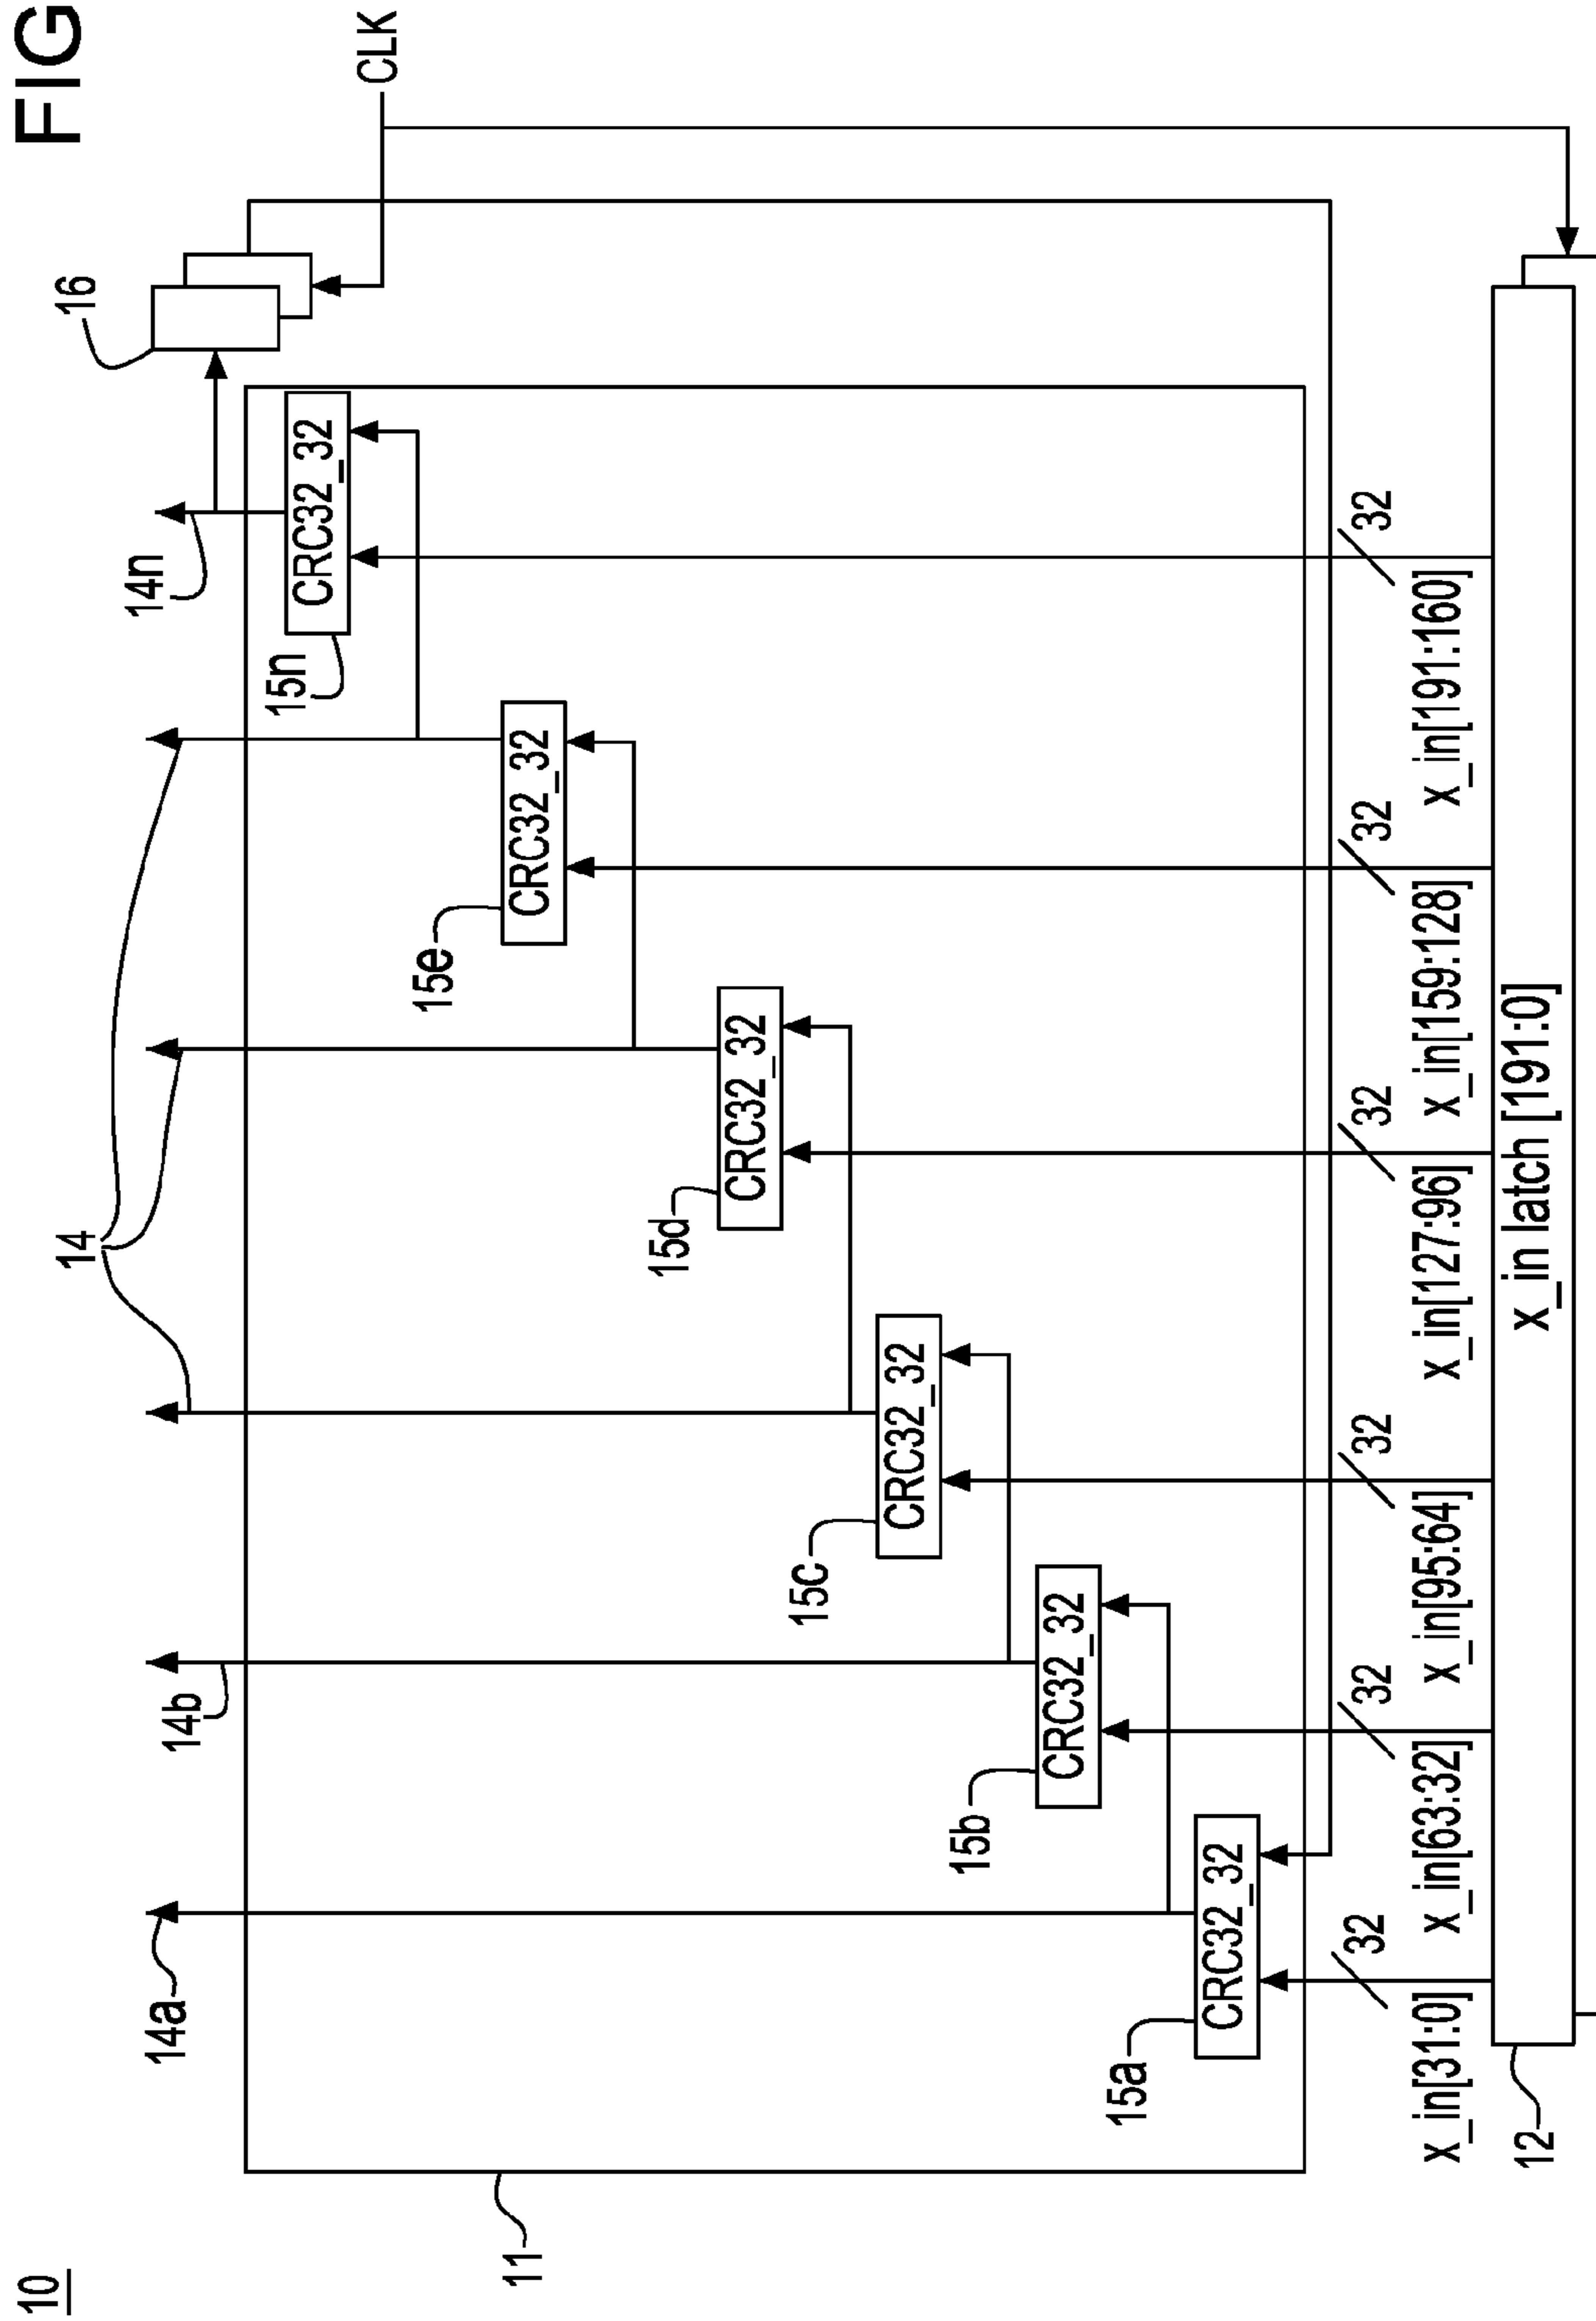 10
FIG
11
14a
14b
14
14n
16
CLK
15a
CRC32_32
15b
CRC32_32
15c
CRC32_32
15d
CRC32_32
15e
CRC32_32
15n
CRC32_32
32
32
32
32
32
32
x_in[31:0]
x_in[63:32]
x_in[95:64]
x_in[127:96]
x_in[159:128]
x_in[191:160]
12
x_in latch [191:0]